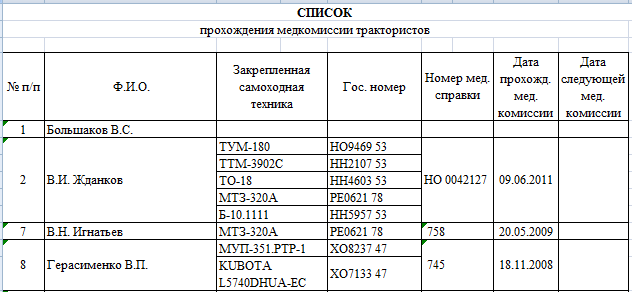 СПИСОК
прохождения медкомиссии трактористов
№ п/п
Ф.И.О.
Закрепленная
самоходная
техника
Гос. номер
Номер мед.
справки
Дата
прохожд.
мед.
комиссии
Дата
следующей
мед.
комиссии
1 Большаков В.С.
2 В.И. Жданков
ТУМ-180 НО9469 53
ТТМ-3902С НН2107 53
ТО-18 НН4603 53
МТЗ-320А РЕ0621 78
Б-10.1111 НН5957 53
НО 0042127 09.06.2011
7 В.Н. Игнатьев МТЗ-320А РЕ0621 78 758 20.05.2009
8 Герасименко В.П.
МУП-351.РТР-1 ХО8237 47
KUBOTA
L5740DHUA-EC
ХО7133 47
745 18.11.2008